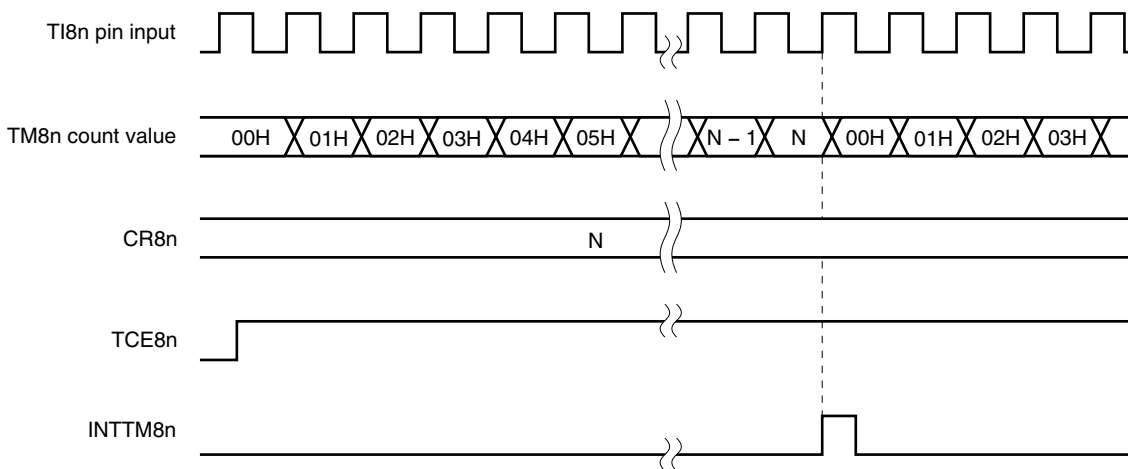 TI8n pin input
TM8n count value 00H 01H 02H 03H 04H 05H N − 1 N 00H 01H 02H 03H
CR8n N
TCE8n
INTTM8n